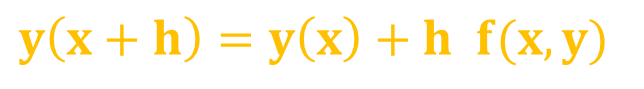 y(x + h) = y(x) + h f(x, y)